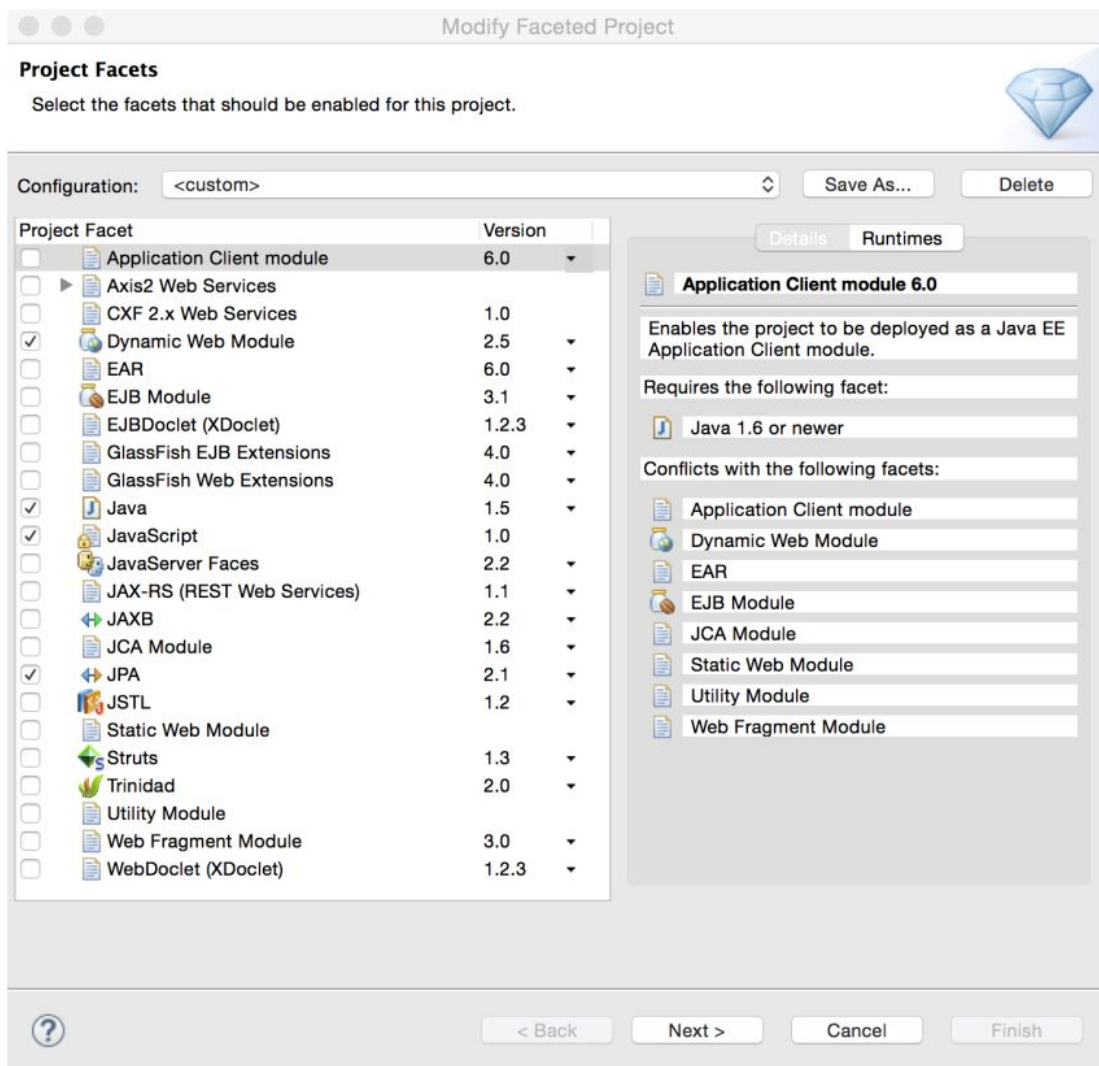 Modify Faceted Project
Project Facets
Select the facets that should be enabled for this project.
Configuration: <custom> Save As... Delete
Project Facet Version
Application Client module 6.0
Axis2 Web Services
CXF 2.x Web Services 1.0
Dynamic Web Module 2.5
EAR 6.0
EJB Module 3.1
EJBDoclet (XDoclet) 1.2.3
GlassFish EJB Extensions 4.0
GlassFish Web Extensions 4.0
Java 1.5
JavaScript 1.0
JavaServer Faces 2.2
JAX-RS (REST Web Services) 1.1
JAXB 2.2
JCA Module 1.6
JPA 2.1
JSTL 1.2
Static Web Module
Struts 1.3
Trinidad 2.0
Utility Module
Web Fragment Module 3.0
WebDoclet (XDoclet) 1.2.3
Details Runtimes
Application Client module 6.0
Enables the project to be deployed as a Java EE
Application Client module.
Requires the following facet:
Java 1.6 or newer
Conflicts with the following facets:
Application Client module
Dynamic Web Module
EAR
EJB Module
JCA Module
Static Web Module
Utility Module
Web Fragment Module
? < Back Next > Cancel Finish